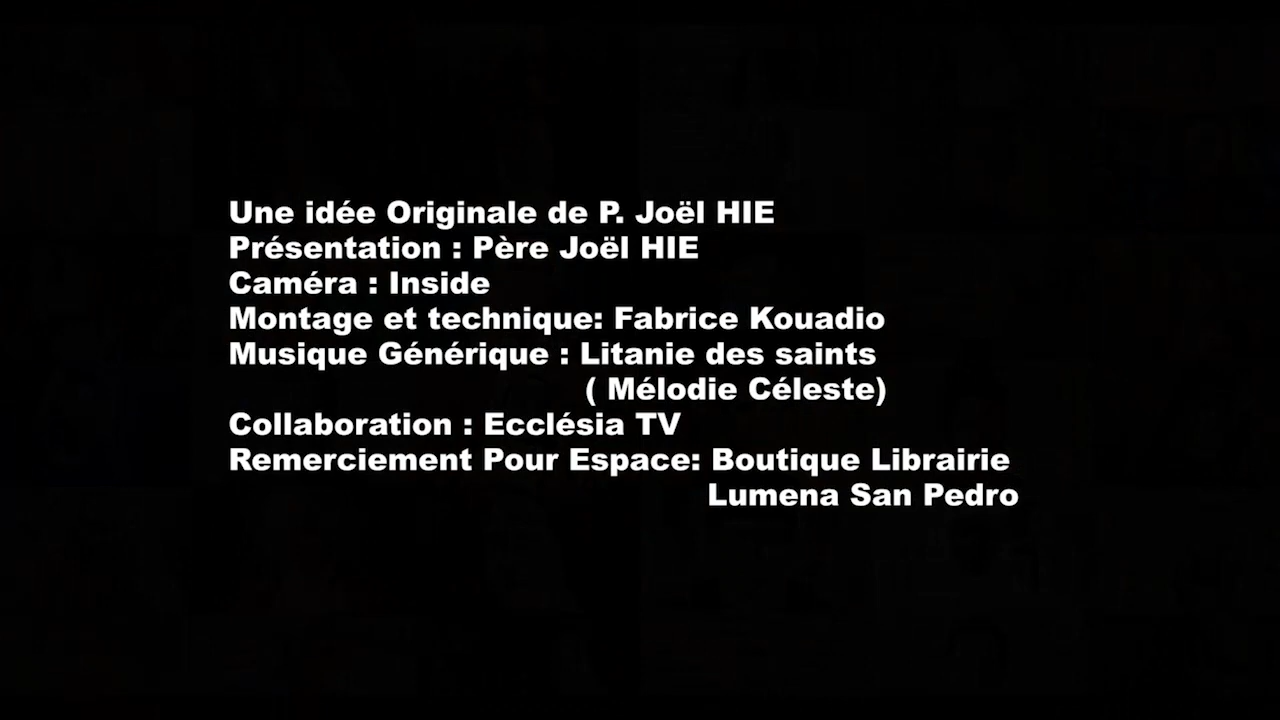 Une idée Originale de P. Joël HIE
Présentation : Père Joël HIE
Caméra : Inside
Montage et technique: Fabrice Kouadio
Musique Générique : Litanie des saints
( Mélodie Céleste)
Collaboration : Ecclésia TV
Remerciement Pour Espace: Boutique Librairie
Lumena San Pedro